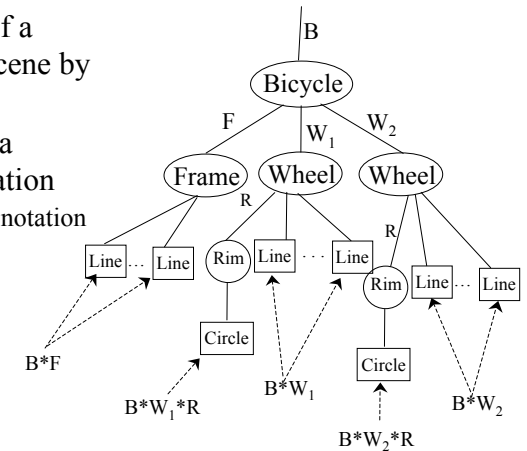 f a
cene by
a
ation
notation
B
Bicycle
F W₁ W₂
Frame Wheel Wheel
R R
Line ... Line Rim Line ... Line Rim Line ... Line
Circle
Circle
B*F
B*W₁*R
B*W₁
B*W₂*R
B*W₂